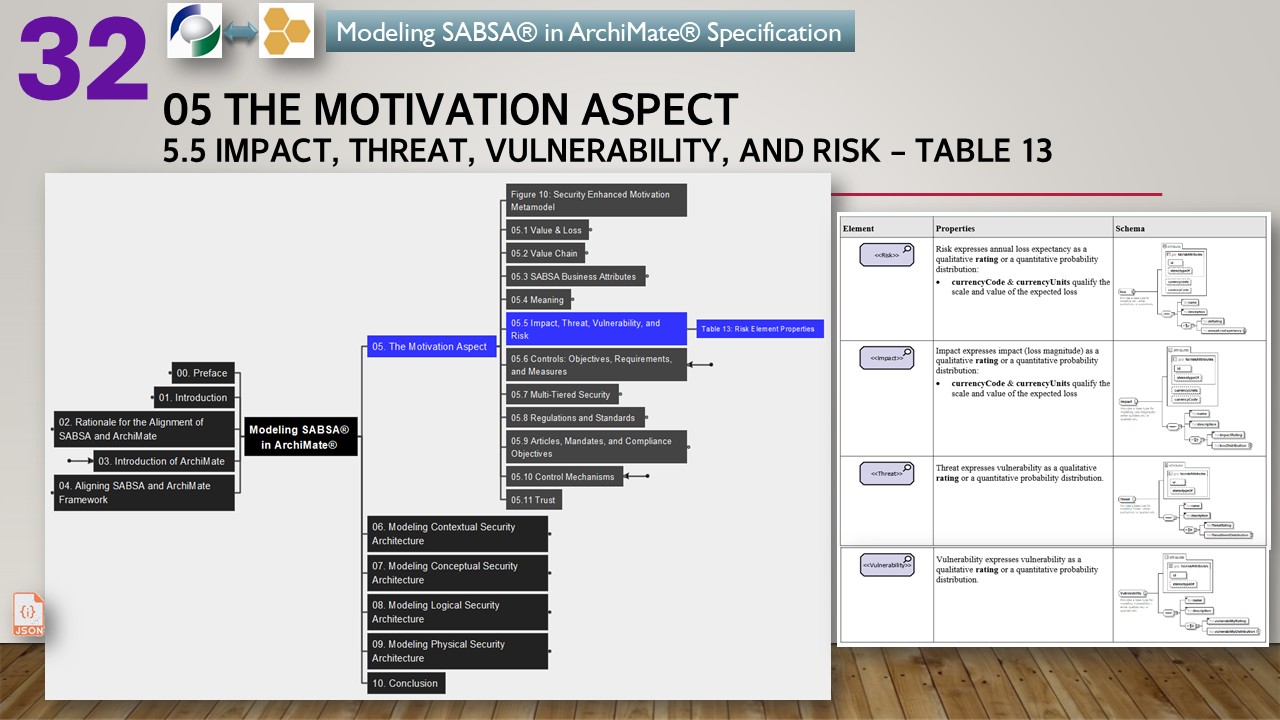 32
Modeling SABSA® in ArchiMate® Specification
05 THE MOTIVATION ASPECT
5.5 IMPACT, THREAT, VULNERABILITY, AND RISK – TABLE 13
Modeling SABSA®
in ArchiMate®
00. Preface
01. Introduction
02. Rationale for the Alignment of
SABSA and ArchiMate
03. Introduction of ArchiMate
04. Aligning SABSA and ArchiMate
Framework
05. The Motivation Aspect
Figure 10: Security Enhanced Motivation
Metamodel
05.1 Value & Loss
05.2 Value Chain
05.3 SABSA Business Attributes
05.4 Meaning
05.5 Impact, Threat, Vulnerability, and
Risk
Table 13: Risk Element Properties
05.6 Controls: Objectives, Requirements,
and Measures
05.7 Multi-Tiered Security
05.8 Regulations and Standards
05.9 Articles, Mandates, and Compliance
Objectives
05.10 Control Mechanisms
05.11 Trust
06. Modeling Contextual Security
Architecture
07. Modeling Conceptual Security
Architecture
08. Modeling Logical Security
Architecture
09. Modeling Physical Security
Architecture
10. Conclusion
{i}
JSON
Element Properties Schema
<<Risk>>
Risk expresses annual loss expectancy as a
qualitative rating or a quantitative probability
distribution:
• currencyCode & currencyUnits qualify the
scale and value of the expected loss
<<Impact>>
Impact expresses impact (loss magnitude) as a
qualitative rating or a quantitative probability
distribution:
• currencyCode & currencyUnits qualify the
scale and value of the expected loss
<<Threat>>
Threat expresses vulnerability as a qualitative
rating or a quantitative probability distribution.
<<Vulnerability>>
Vulnerability expresses vulnerability as a
qualitative rating or a quantitative probability
distribution.